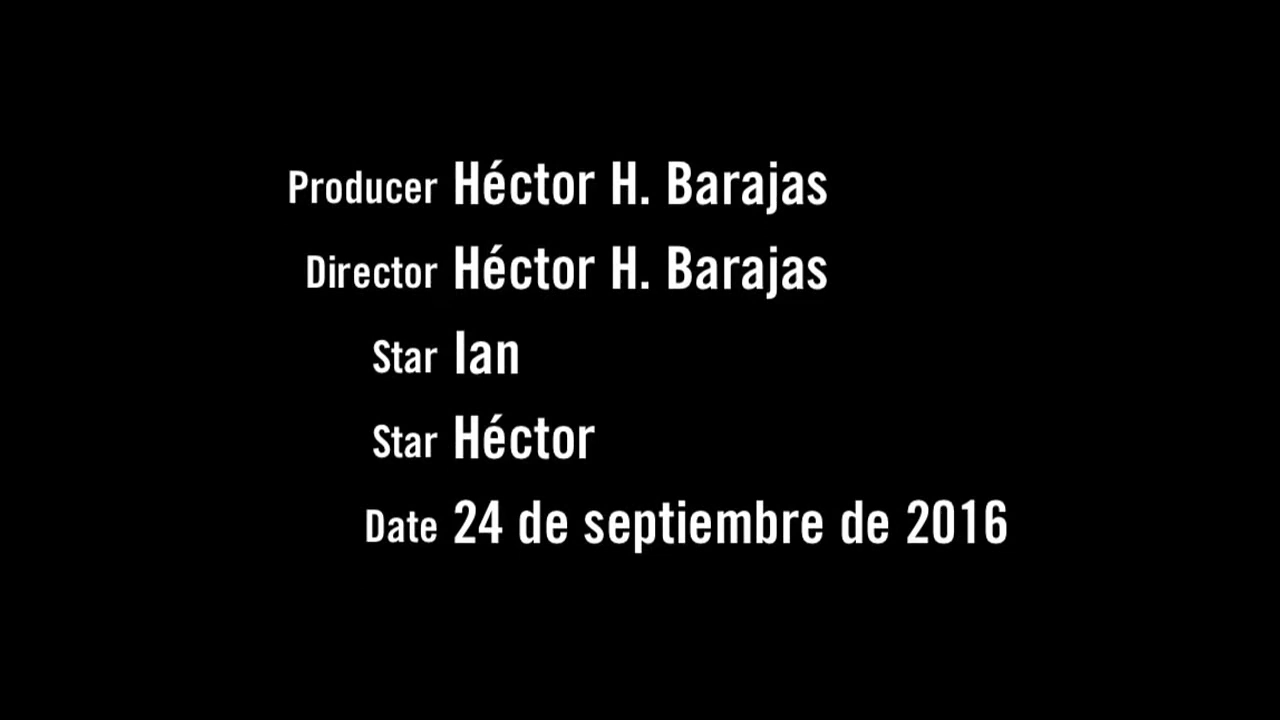 Producer Héctor H. Barajas
Director Héctor H. Barajas
Star Ian
Star Héctor
Date 24 de septiembre de 2016